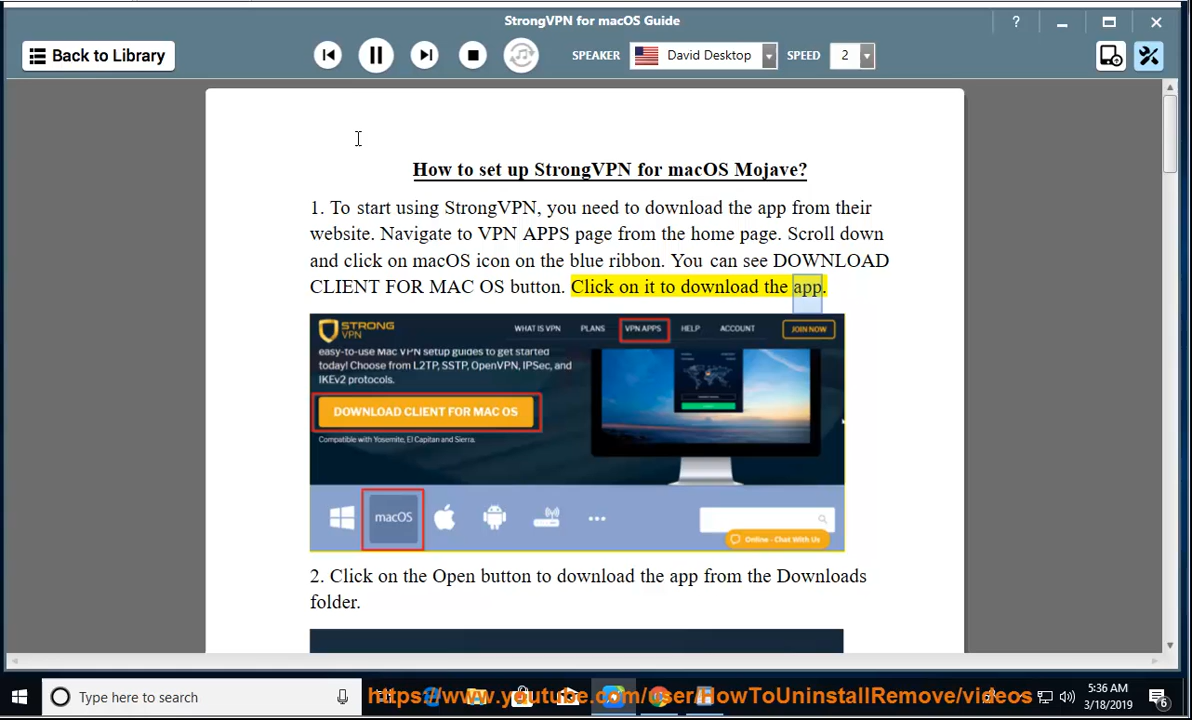 StrongVPN for macOS Guide
?
Back to Library
SPEAKER David Desktop SPEED 2
How to set up StrongVPN for macOS Mojave?
1. To start using StrongVPN, you need to download the app from their
website. Navigate to VPN APPS page from the home page. Scroll down
and click on macOS icon on the blue ribbon. You can see DOWNLOAD
CLIENT FOR MAC OS button. Click on it to download the app.
STRONG
VPN
WHAT IS VPN PLANS VPN APPS HELP ACCOUNT JOIN NOW
easy-to-use Mac VPN setup guides to get started
today! Choose from L2TP, SSTP, OpenVPN, IPSec, and
IKEv2 protocols.
DOWNLOAD CLIENT FOR MAC OS
Compatible with Yosemite, El Capitan and Sierra.
macOS
Online - Chat With Us
2. Click on the Open button to download the app from the Downloads
folder.
Type here to search
https://www.youtube.com/user/HowToUninstallRemove/videos
5:36 AM
3/18/2019
6